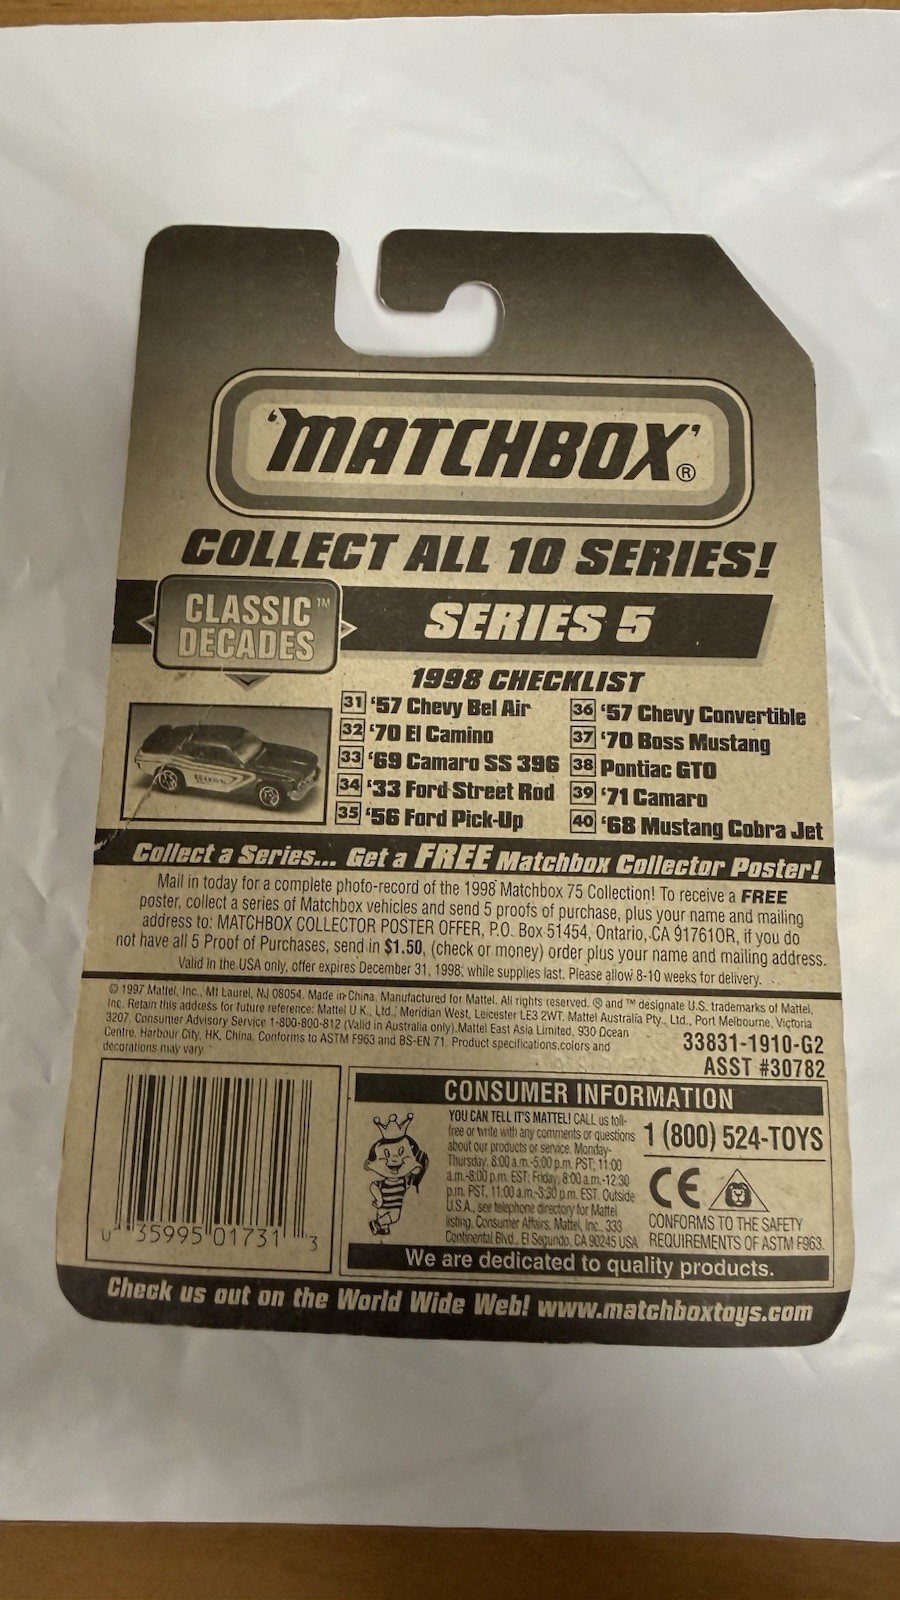 'MATCHBOX'®
COLLECT ALL 10 SERIES!
CLASSIC™
DECADES
SERIES 5
1998 CHECKLIST
31 '57 Chevy Bel Air
32 '70 El Camino
33 '69 Camaro SS 396
34 '33 Ford Street Rod
35 '56 Ford Pick-Up
36 '57 Chevy Convertible
37 '70 Boss Mustang
38 Pontiac GTO
39 '71 Camaro
40 '68 Mustang Cobra Jet
Collect a Series... Get a FREE Matchbox Collector Poster!
Mail in today for a complete photo-record of the 1998 Matchbox 75 Collection! To receive a FREE
poster, collect a series of Matchbox vehicles and send 5 proofs of purchase, plus your name and mailing
address to: MATCHBOX COLLECTOR POSTER OFFER, P.O. Box 51454, Ontario, CA 91761OR, if you do
not have all 5 Proof of Purchases, send in $1.50, (check or money) order plus your name and mailing address.
Valid in the USA only, offer expires December 31, 1998, while supplies last. Please allow 8-10 weeks for delivery.
© 1997 Mattel, Inc., Mt Laurel, NJ 08054. Made in China. Manufactured for Mattel. All rights reserved. ® and ™ designate U.S. trademarks of Mattel,
Inc. Retain this address for future reference: Mattel U.K., Ltd., Meridian West, Leicester LE3 2WT. Mattel Australia Pty., Ltd., Port Melbourne, Victoria
3207. Consumer Advisory Service 1-800-800-812 (Valid in Australia only).Mattel East Asia Limited, 930 Ocean
Centre, Harbour City, HK, China. Conforms to ASTM F963 and BS-EN 71. Product specifications,colors and
decorations may vary.
33831-1910-G2
ASST #30782
0 35995 01731 3
CONSUMER INFORMATION
YOU CAN TELL IT'S MATTEL! CALL us toll-
free or write with any comments or questions
about our products or service. Monday-
Thursday, 8:00 a.m.-5:00 p.m. PST; 11:00
a.m.-8:00 p.m. EST; Friday, 8:00 a.m.-12:30
p.m. PST, 11:00 a.m.-3:30 p.m. EST. Outside
U.S.A., see telephone directory for Mattel
listing. Consumer Affairs, Mattel, Inc., 333
Continental Blvd., El Segundo, CA 90245 USA
1 (800) 524-TOYS
CE
CONFORMS TO THE SAFETY
REQUIREMENTS OF ASTM F963.
We are dedicated to quality products.
Check us out on the World Wide Web! www.matchboxtoys.com